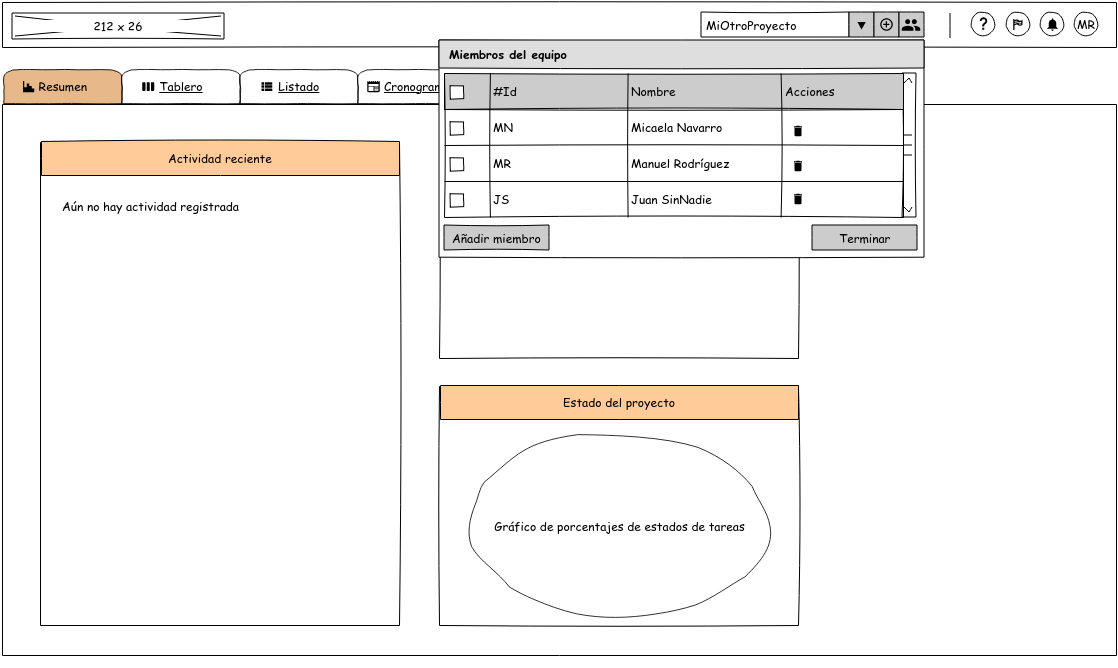 212 x 26
MiOtroProyecto
?
MR
Miembros del equipo
Resumen
Tablero
Listado
Cronogram
#Id
Nombre
Acciones
MN
Micaela Navarro
MR
Manuel Rodríguez
JS
Juan SinNadie
Añadir miembro
Terminar
Actividad reciente
Aún no hay actividad registrada
Estado del proyecto
Gráfico de porcentajes de estados de tareas